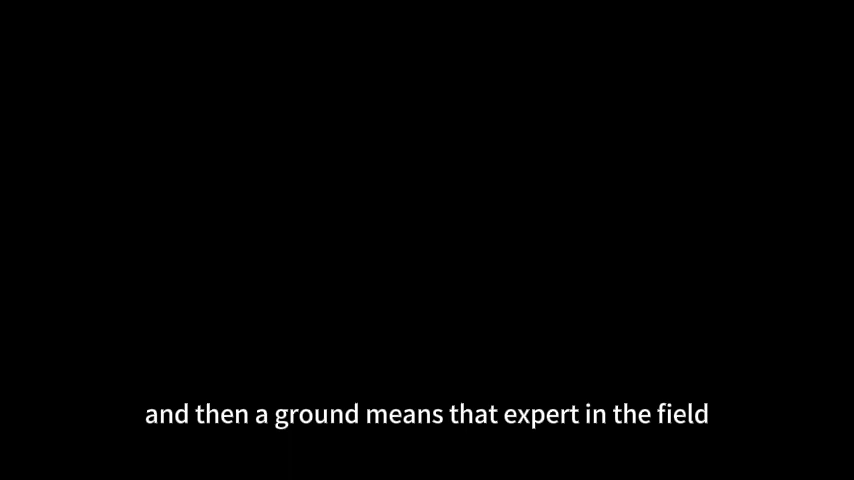 and then a ground means that expert in the field